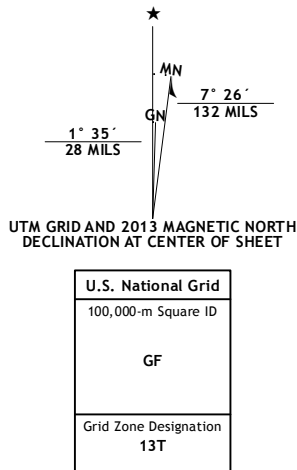 ★
MN
GN
7° 26´
132 MILS
1° 35´
28 MILS
UTM GRID AND 2013 MAGNETIC NORTH
DECLINATION AT CENTER OF SHEET
U.S. National Grid
100,000-m Square ID
GF
Grid Zone Designation
13T